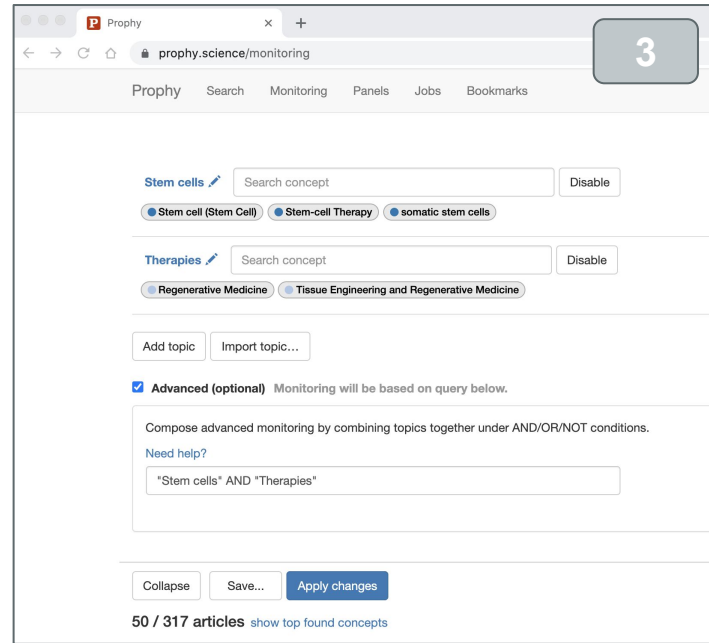 P Prophy × +
prophy.science/monitoring
3
Prophy Search Monitoring Panels Jobs Bookmarks
Stem cells Search concept Disable
Stem cell (Stem Cell) Stem-cell Therapy somatic stem cells
Therapies Search concept Disable
Regenerative Medicine Tissue Engineering and Regenerative Medicine
Add topic Import topic...
Advanced (optional) Monitoring will be based on query below.
Compose advanced monitoring by combining topics together under AND/OR/NOT conditions.
Need help?
"Stem cells" AND "Therapies"
Collapse Save... Apply changes
50 / 317 articles show top found concepts